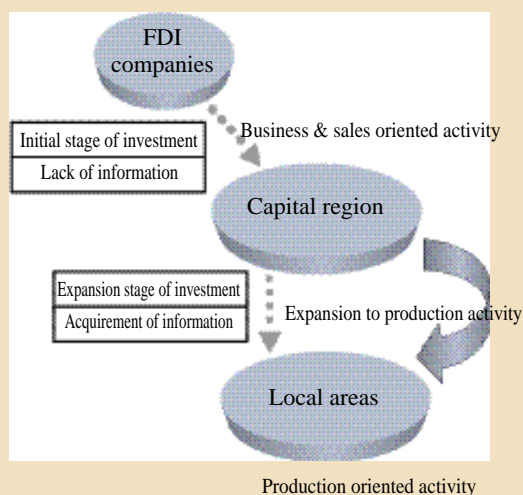 FDI
companies
Business & sales oriented activity
Initial stage of investment
Lack of information
Capital region
Expansion stage of investment
Expansion to production activity
Acquirement of information
Local areas
Production oriented activity